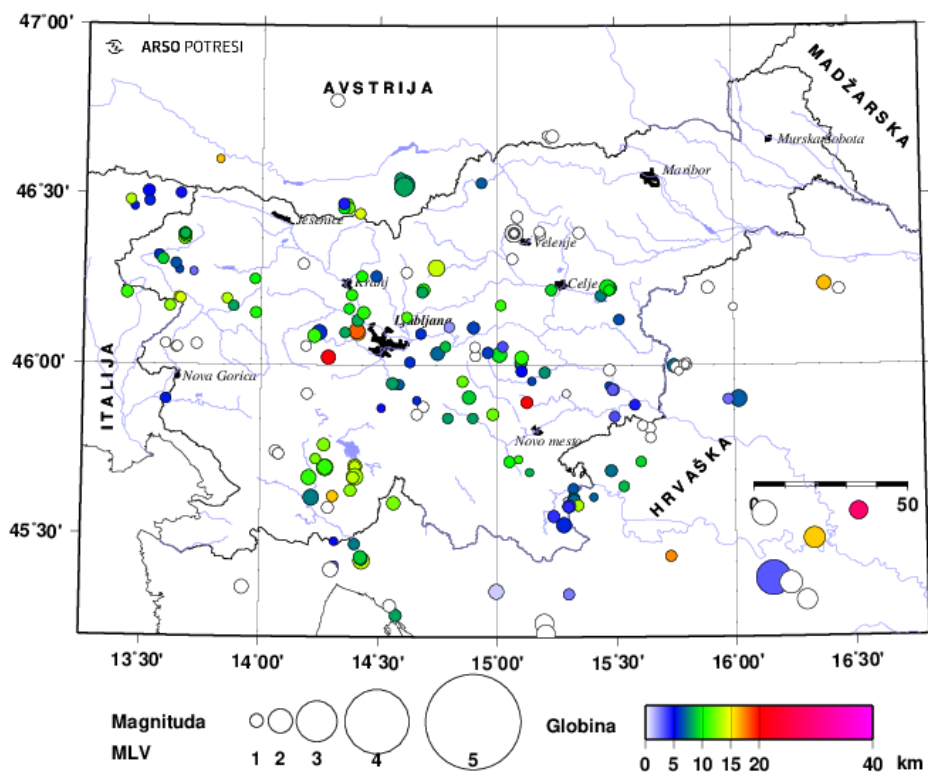 47°00'
ARSO POTRESI
AVSTRIJA
MADŽARSKA
Murska Sobota
Maribor
46°30'
Jesenice
Velenje
Kranj
Celje
Ljubljana
46°00'
Nova Gorica
ITALIJA
Novo mesto
HRVAŠKA
0 50
45°30'
13°30' 14°00' 14°30' 15°00' 15°30' 16°00' 16°30'
Magnituda
MLV
1 2 3 4 5
Globina
0 5 10 15 20 40 km